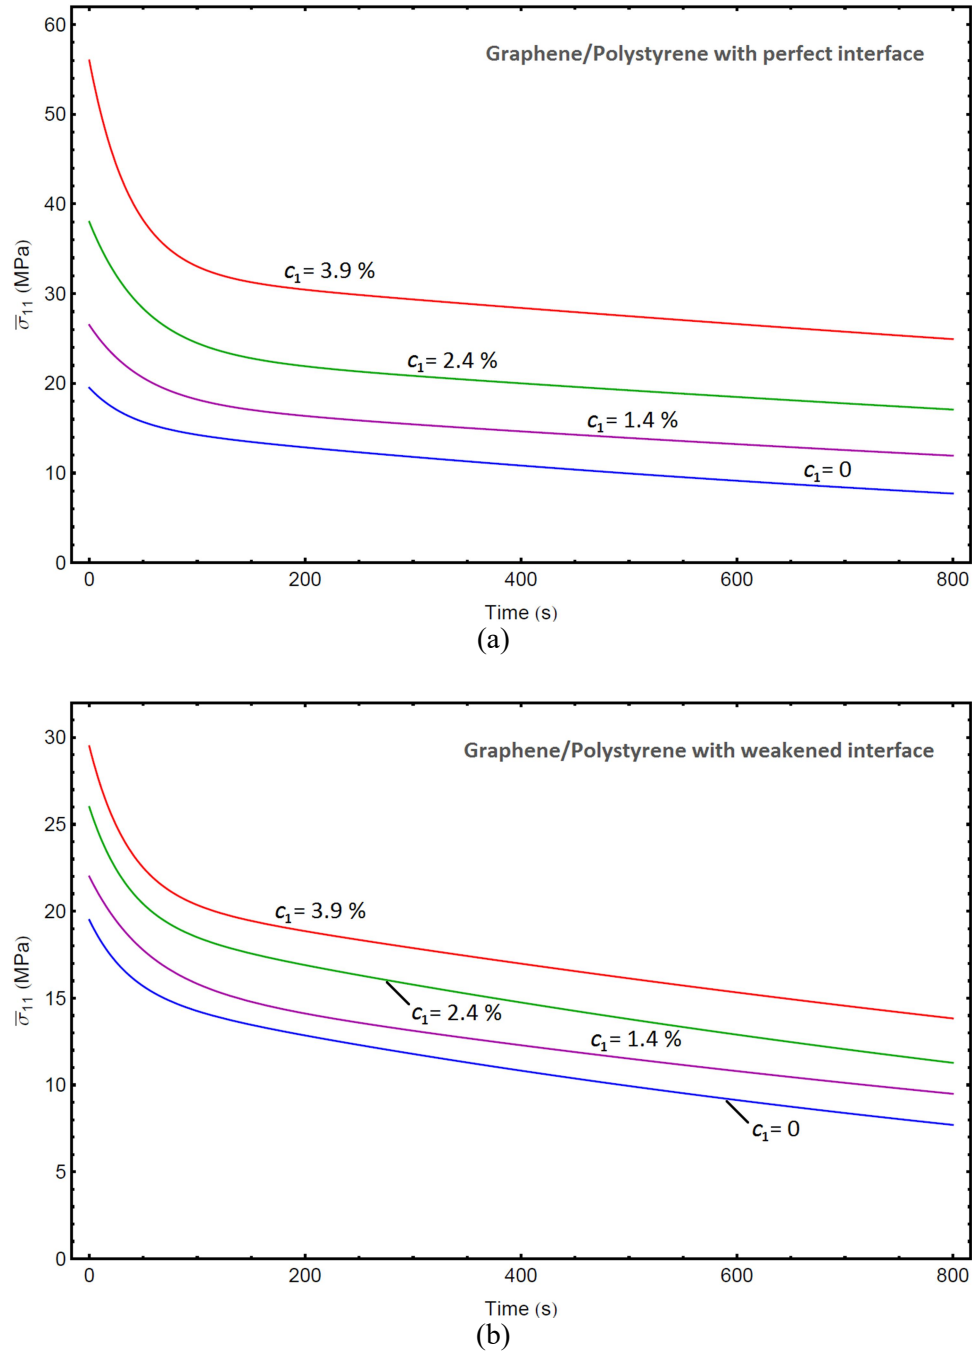 Graphene/Polystyrene with perfect interface
60
50
40
30
20
10
0
σ̅₁₁ (MPa)
c₁= 3.9 %
c₁= 2.4 %
c₁= 1.4 %
c₁= 0
0 200 400 600 800
Time (s)
(a)
Graphene/Polystyrene with weakened interface
30
25
20
15
10
5
0
σ̅₁₁ (MPa)
c₁= 3.9 %
c₁= 2.4 %
c₁= 1.4 %
c₁= 0
0 200 400 600 800
Time (s)
(b)